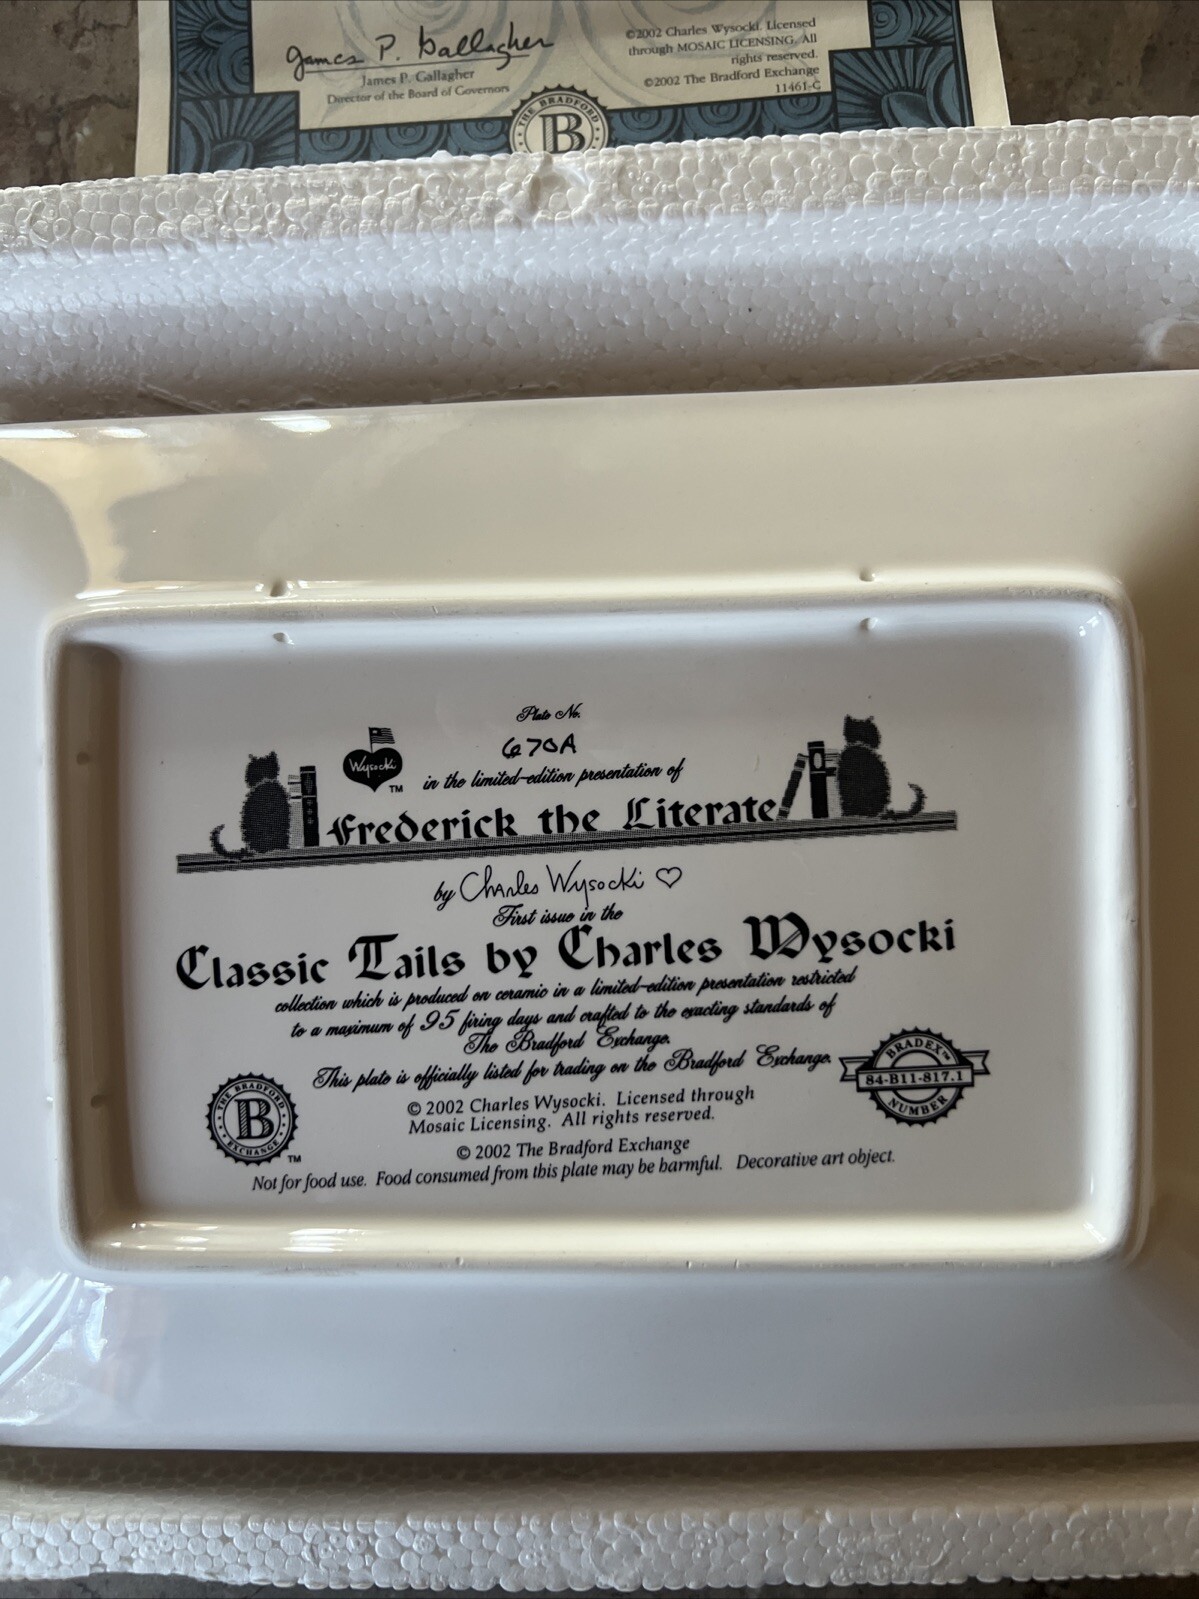 James P. Gallagher
James P. Gallagher
Director of the Board of Governors
©2002 Charles Wysocki. Licensed
through MOSAIC LICENSING. All
rights reserved.
©2002 The Bradford Exchange
11461-C
THE BRADFORD
B
Plate No.
670A
Wysocki
TM
in the limited-edition presentation of
Frederick the Literate
by Charles Wysocki ♡
First issue in the
Classic Tails by Charles Wysocki
collection which is produced on ceramic in a limited-edition presentation restricted
to a maximum of 95 firing days and crafted to the exacting standards of
The Bradford Exchange.
This plate is officially listed for trading on the Bradford Exchange.
THE BRADFORD
B
EXCHANGE
TM
BRADEX™
84-B11-817.1
NUMBER
© 2002 Charles Wysocki. Licensed through
Mosaic Licensing. All rights reserved.
© 2002 The Bradford Exchange
Not for food use. Food consumed from this plate may be harmful. Decorative art object.